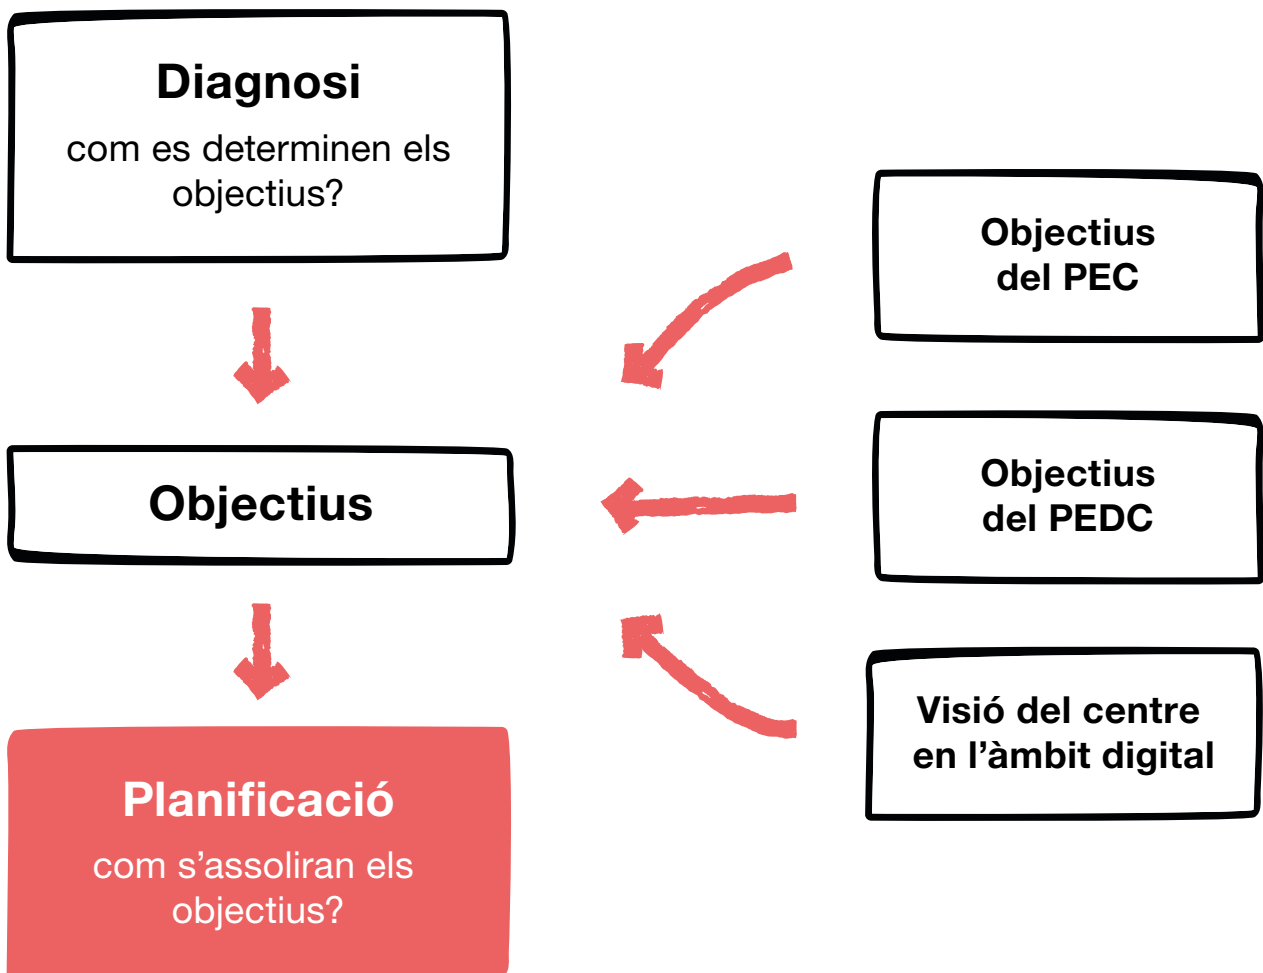 Diagnosi
com es determinen els
objectius?
Objectius
Planificació
com s’assoliran els
objectius?
Objectius
del PEC
Objectius
del PEDC
Visió del centre
en l’àmbit digital